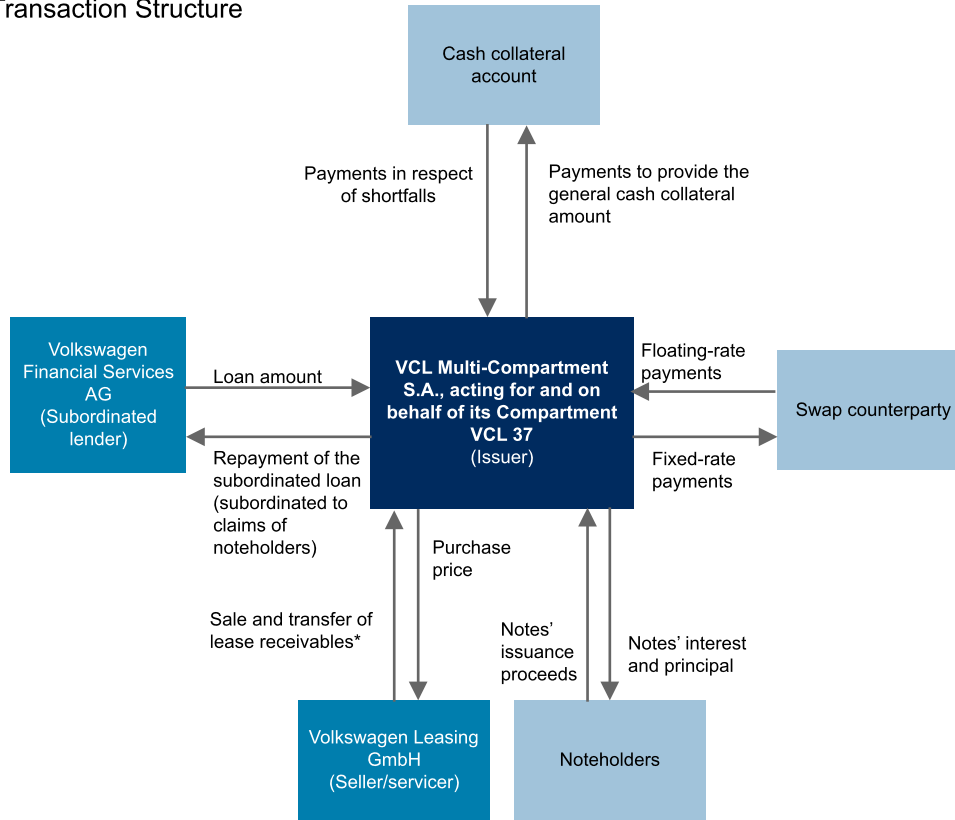 Transaction Structure
Cash collateral
account
Payments in respect
of shortfalls
Payments to provide the
general cash collateral
amount
Volkswagen
Financial Services
AG
(Subordinated
lender)
Loan amount
Repayment of the
subordinated loan
(subordinated to
claims of
noteholders)
VCL Multi-Compartment
S.A., acting for and on
behalf of its Compartment
VCL 37
(Issuer)
Floating-rate
payments
Fixed-rate
payments
Swap counterparty
Purchase
price
Sale and transfer of
lease receivables*
Notes’
issuance
proceeds
Notes’ interest
and principal
Volkswagen Leasing
GmbH
(Seller/servicer)
Noteholders